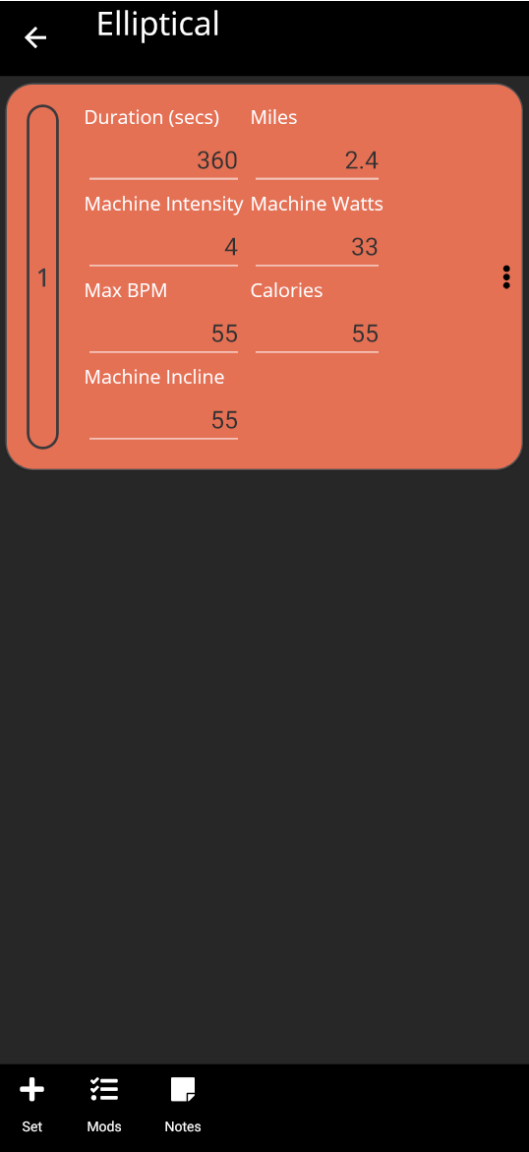 Elliptical
Duration (secs) Miles
360 2.4
Machine Intensity Machine Watts
4 33
1
Max BPM Calories
55 55
Machine Incline
55
Set Mods Notes